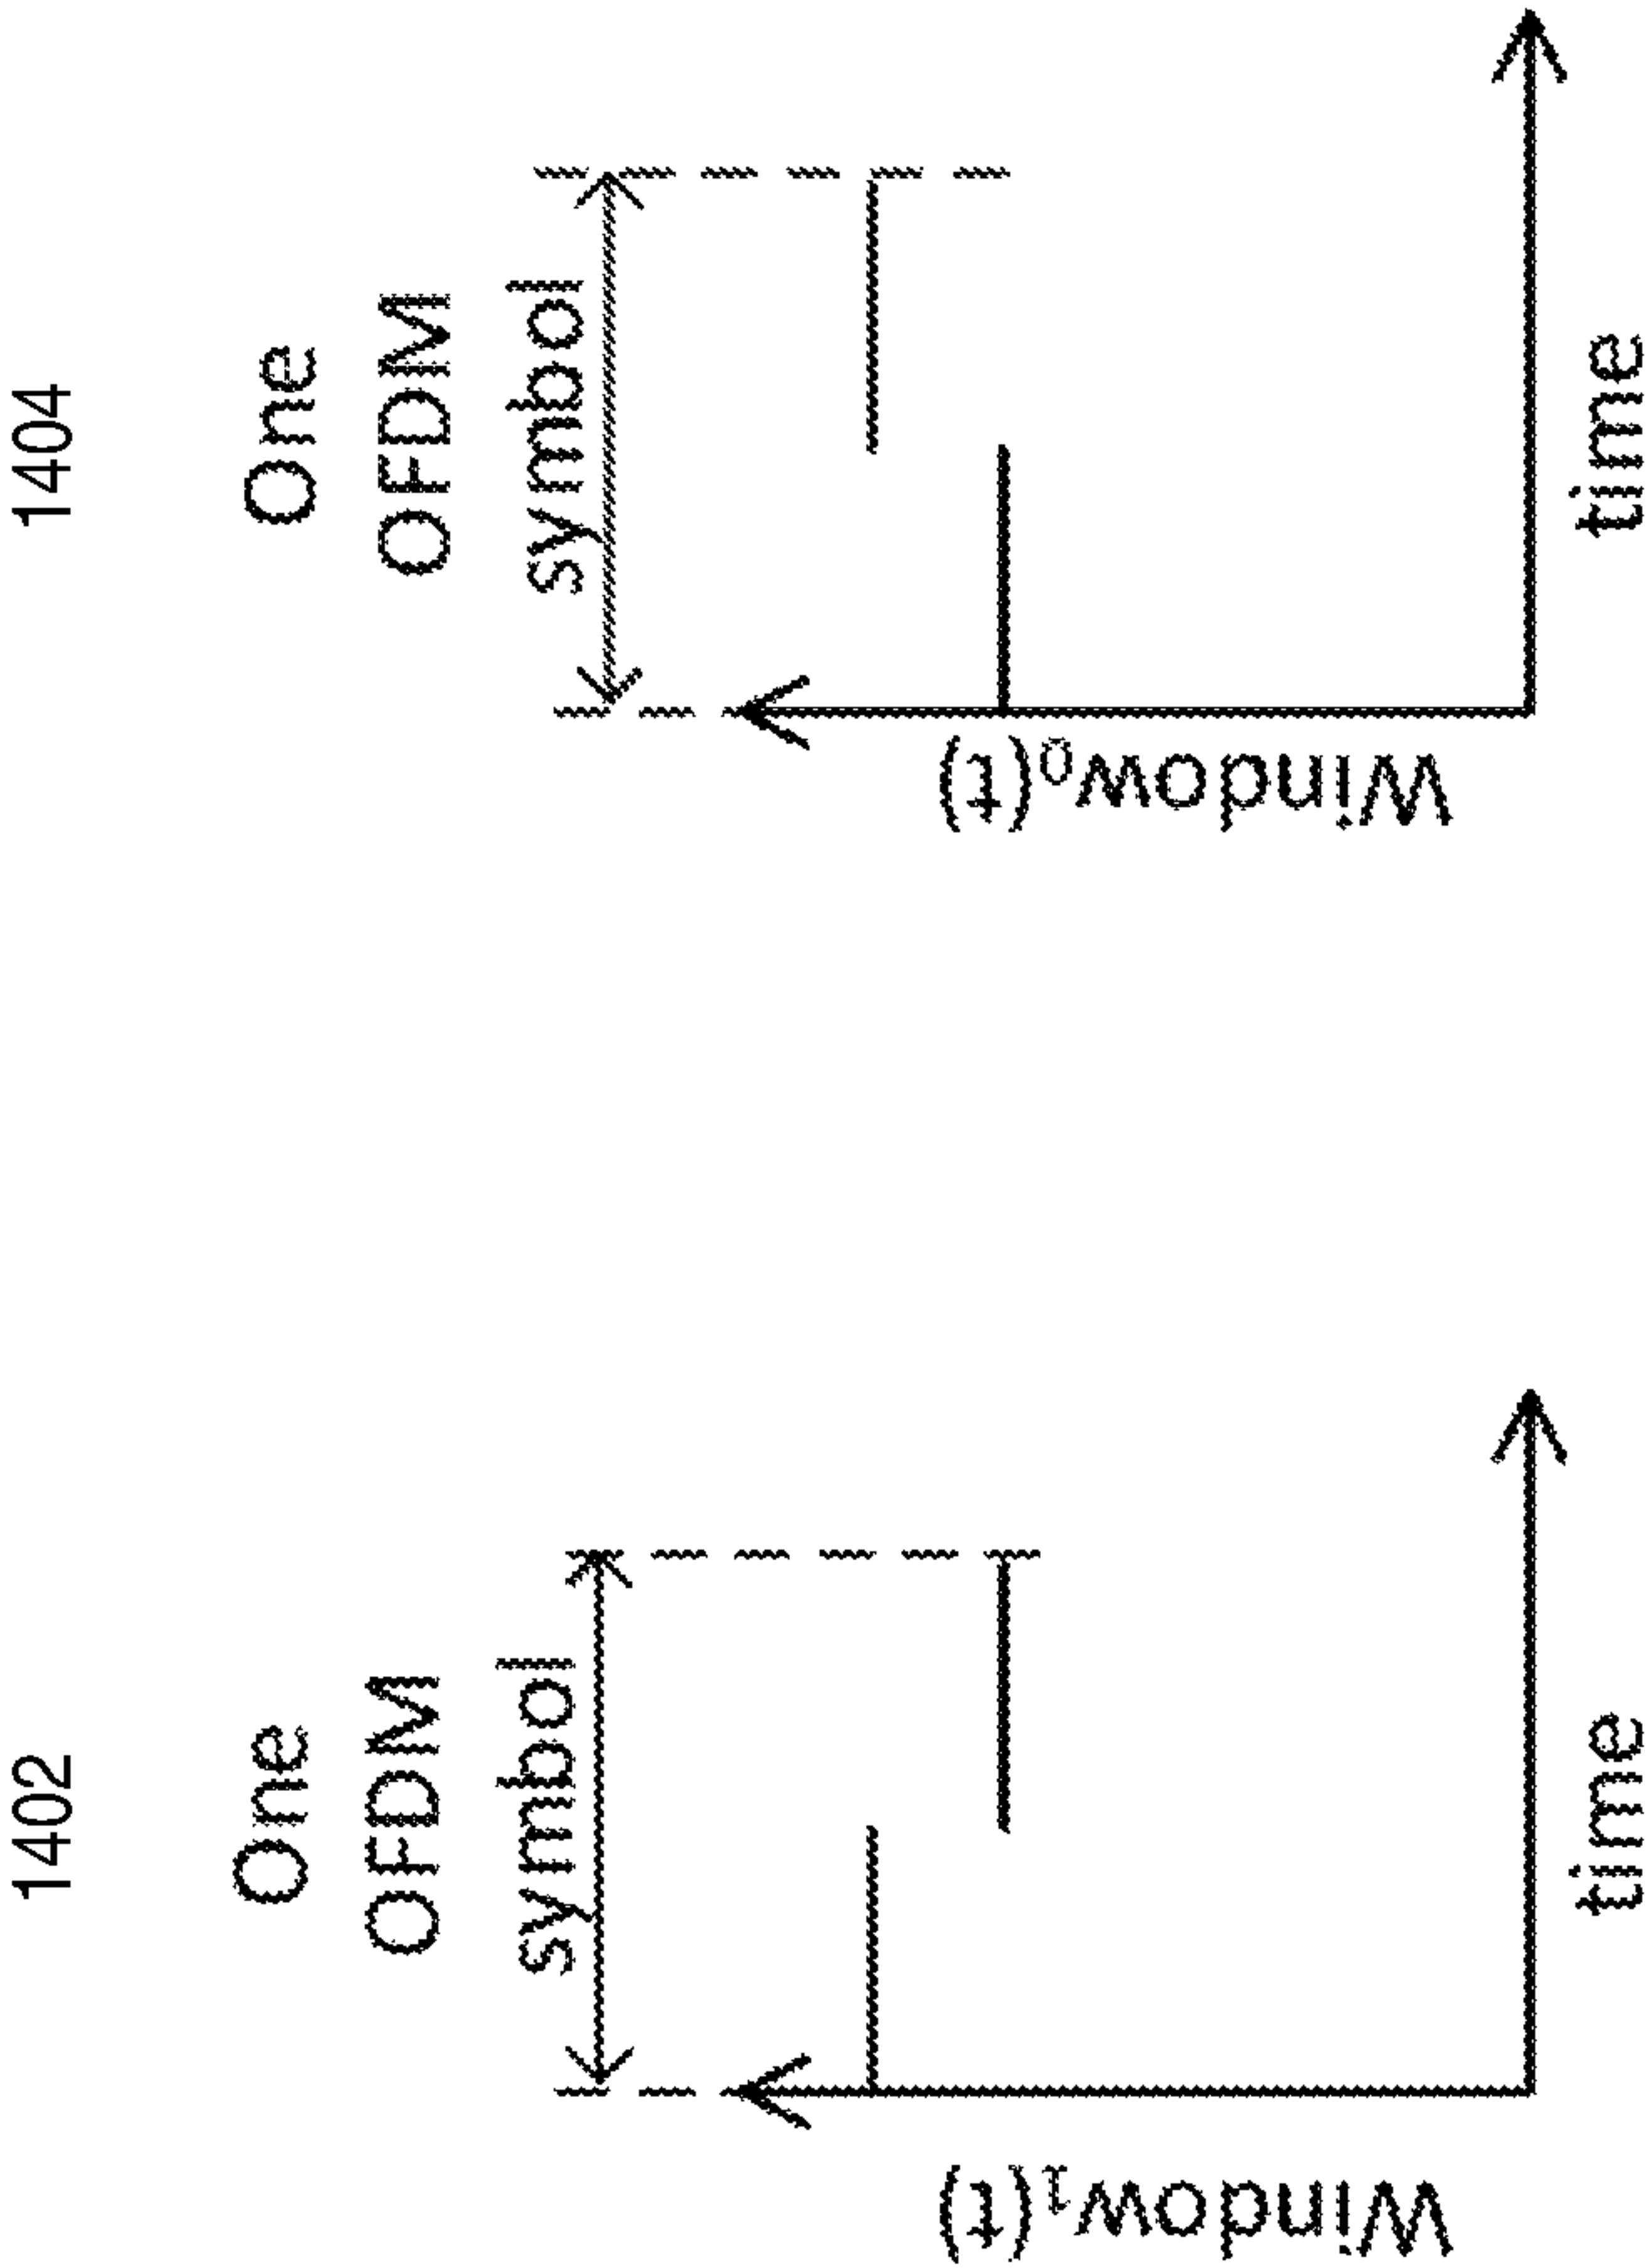 1402
One
OFDM
symbol
Window1(t)
time
1404
One
OFDM
symbol
Window0(t)
time